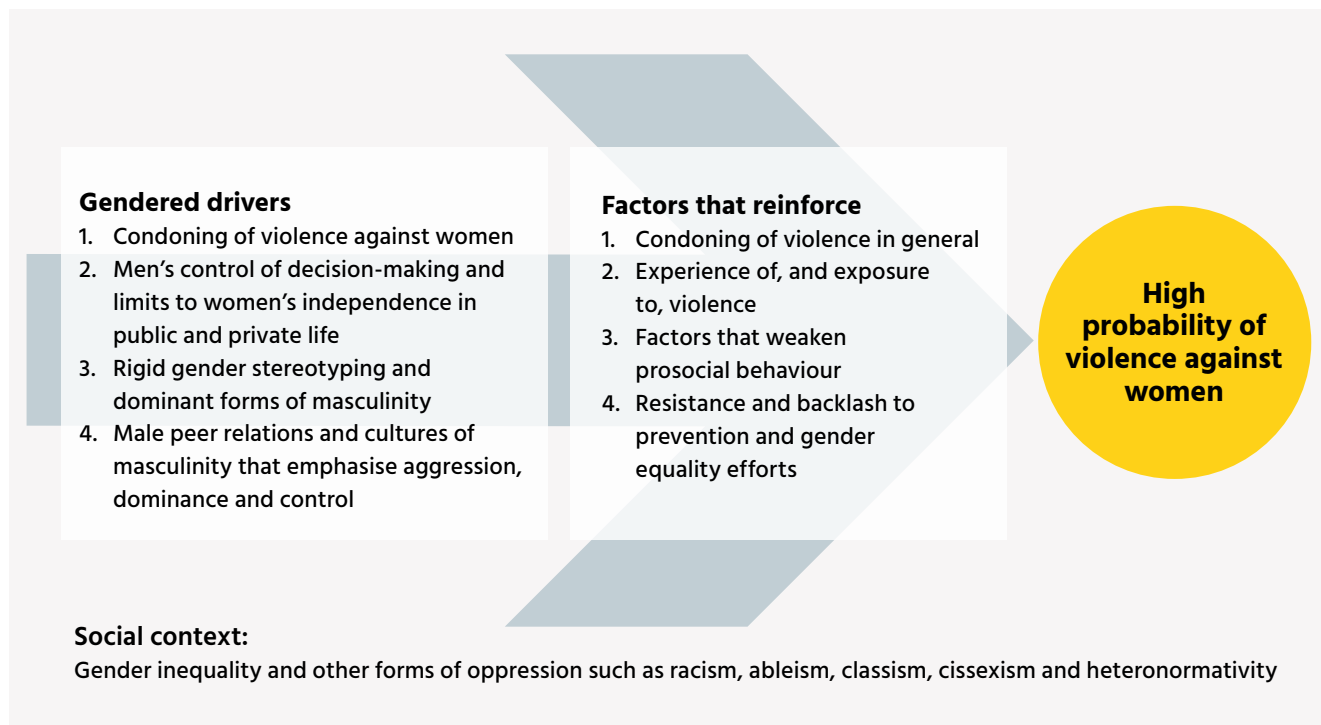 Gendered drivers
1. Condoning of violence against women
2. Men’s control of decision-making and
limits to women’s independence in
public and private life
3. Rigid gender stereotyping and
dominant forms of masculinity
4. Male peer relations and cultures of
masculinity that emphasise aggression,
dominance and control
Factors that reinforce
1. Condoning of violence in general
2. Experience of, and exposure
to, violence
3. Factors that weaken
prosocial behaviour
4. Resistance and backlash to
prevention and gender
equality efforts
High
probability of
violence against
women
Social context:
Gender inequality and other forms of oppression such as racism, ableism, classism, cissexism and heteronormativity